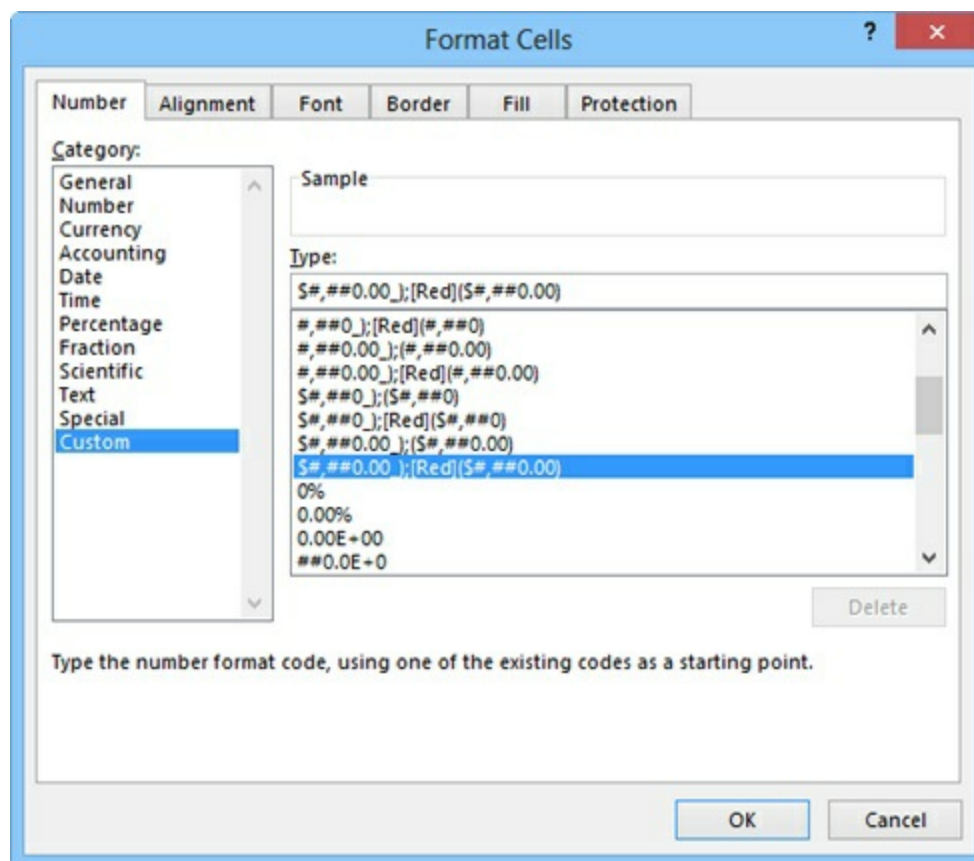 Format Cells
?
Number Alignment Font Border Fill Protection
Category:
General
Number
Currency
Accounting
Date
Time
Percentage
Fraction
Scientific
Text
Special
Custom
Sample
Type:
$#,##0.00_);[Red]($#,##0.00)
#,##0_);[Red](#,##0)
#,##0.00_);(#,##0.00)
#,##0.00_);[Red](#,##0.00)
$#,##0_);($#,##0)
$#,##0_);[Red]($#,##0)
$#,##0.00_);($#,##0.00)
$#,##0.00_);[Red]($#,##0.00)
0%
0.00%
0.00E+00
##0.0E+0
Delete
Type the number format code, using one of the existing codes as a starting point.
OK Cancel